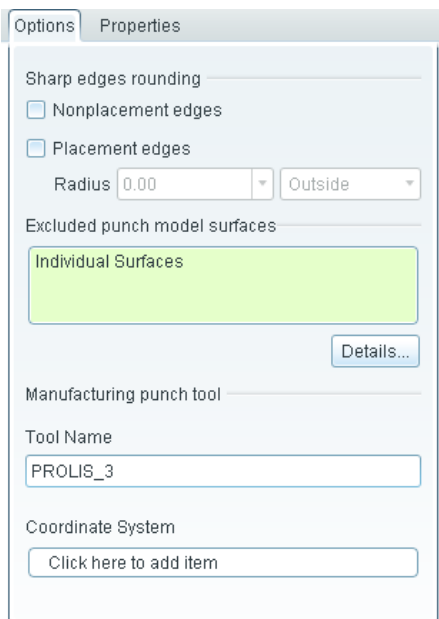 Options Properties
Sharp edges rounding
Nonplacement edges
Placement edges
Radius 0.00 Outside
Excluded punch model surfaces
Individual Surfaces
Details...
Manufacturing punch tool
Tool Name
PROLIS_3
Coordinate System
Click here to add item